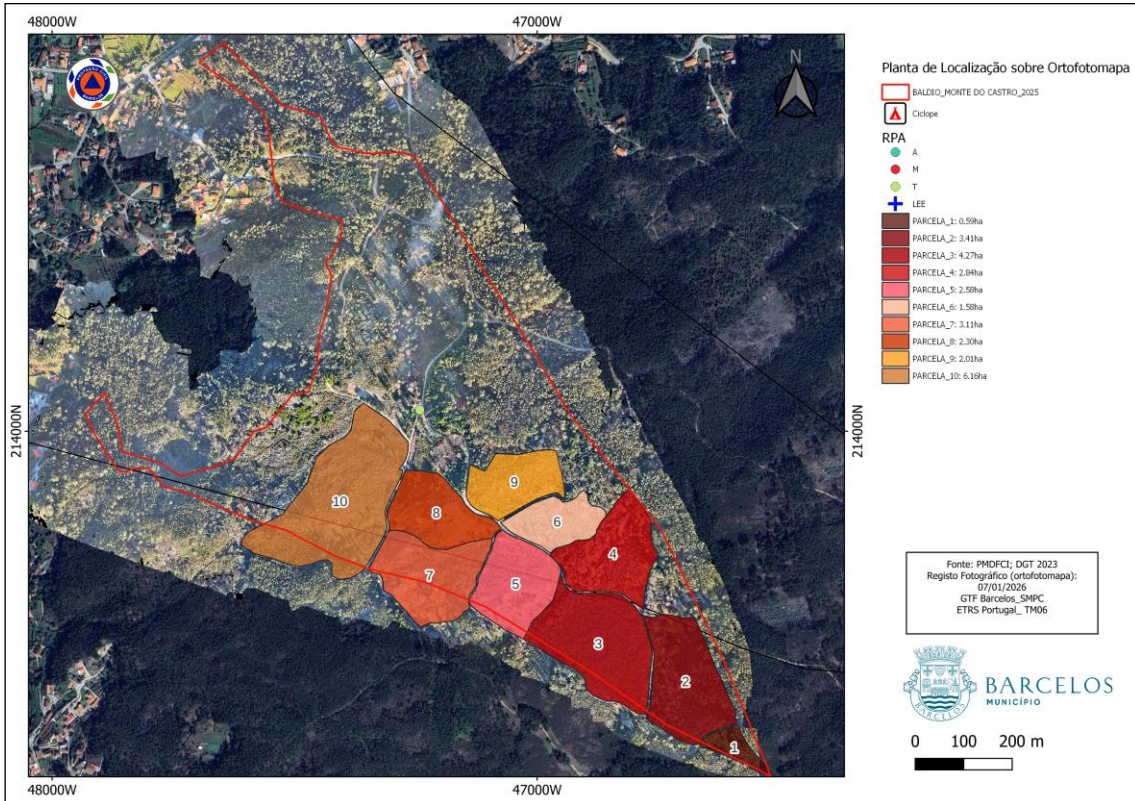 48000W 47000W
PROTEÇÃO CIVIL
BARCELOS
N
Planta de Localização sobre Ortofotomapa
BALDIO_MONTE DO CASTRO_2025
Ciclope
RPA
A
M
T
LEE
PARCELA_1: 0.59ha
PARCELA_2: 3.41ha
PARCELA_3: 4.27ha
PARCELA_4: 2.84ha
PARCELA_5: 2.58ha
PARCELA_6: 1.58ha
PARCELA_7: 3.11ha
PARCELA_8: 2.30ha
PARCELA_9: 2.01ha
PARCELA_10: 6.16ha
214000N
214000N
10
9
8
6
4
7
5
3
2
1
Fonte: PMDFCI; DGT 2023
Registo Fotográfico (ortofotomapa):
07/01/2026
GTF Barcelos_SMPC
ETRS Portugal_ TM06
BARCELOS
BARCELOS
MUNICÍPIO
0 100 200 m
48000W 47000W